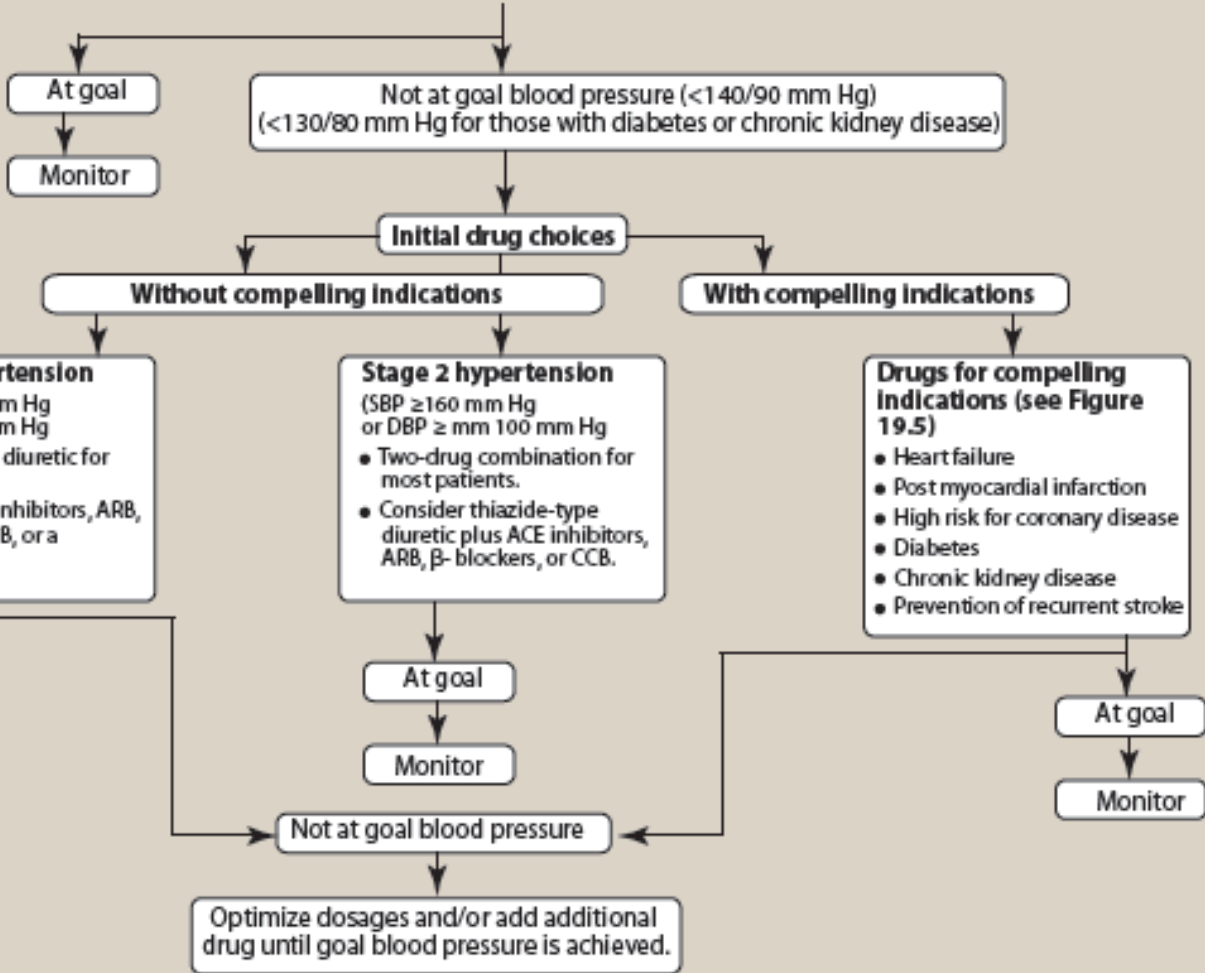 At goal
Monitor
Not at goal blood pressure (<140/90 mm Hg)
(<130/80 mm Hg for those with diabetes or chronic kidney disease)
Initial drug choices
Without compelling indications
With compelling indications
rtension
m Hg
m Hg
diuretic for
nhibitors, ARB,
B, or a
Stage 2 hypertension
(SBP ≥160 mm Hg
or DBP ≥ mm 100 mm Hg
• Two-drug combination for
most patients.
• Consider thiazide-type
diuretic plus ACE inhibitors,
ARB, β- blockers, or CCB.
Drugs for compelling
indications (see Figure
19.5)
• Heart failure
• Post myocardial infarction
• High risk for coronary disease
• Diabetes
• Chronic kidney disease
• Prevention of recurrent stroke
At goal
Monitor
At goal
Monitor
Not at goal blood pressure
Optimize dosages and/or add additional
drug until goal blood pressure is achieved.